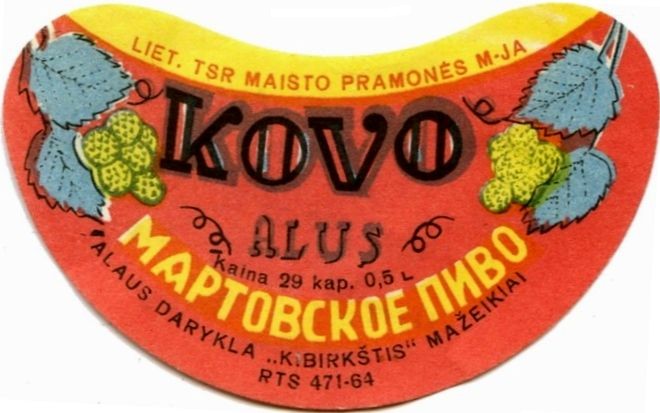 LIET. TSR MAISTO PRAMONĖS M-JA
KOVO
ALUS
Kaina 29 kap. 0,5 L
МАРТОВСКОЕ ПИВО
ALAUS DARYKLA „KIBIRKŠTIS" MAŽEIKIAI
RTS 471-64